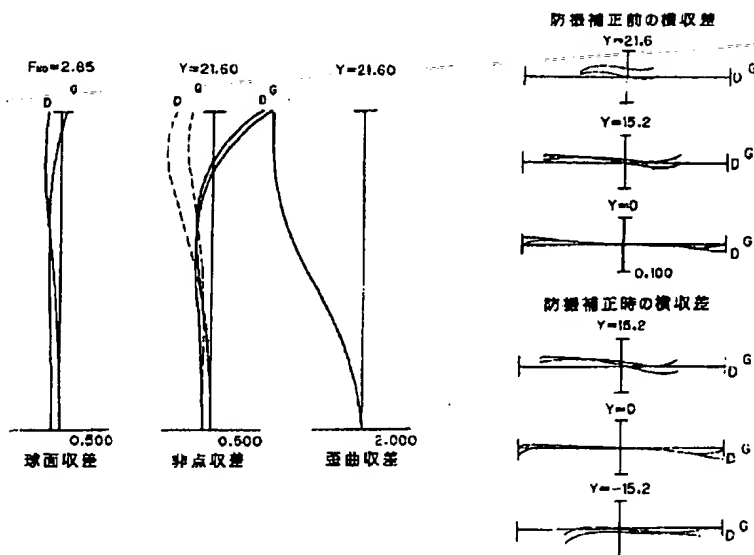 防振補正前の横収差
Y=21.6
D G
Y=15.2
D G
Y=0
D G
0.100
防振補正時の横収差
Y=15.2
D G
Y=0
D G
Y=-15.2
D G
FNO=2.85
D G
0.500
球面収差
Y=21.60
D G D G
0.500
非点収差
Y=21.60
2.000
歪曲収差